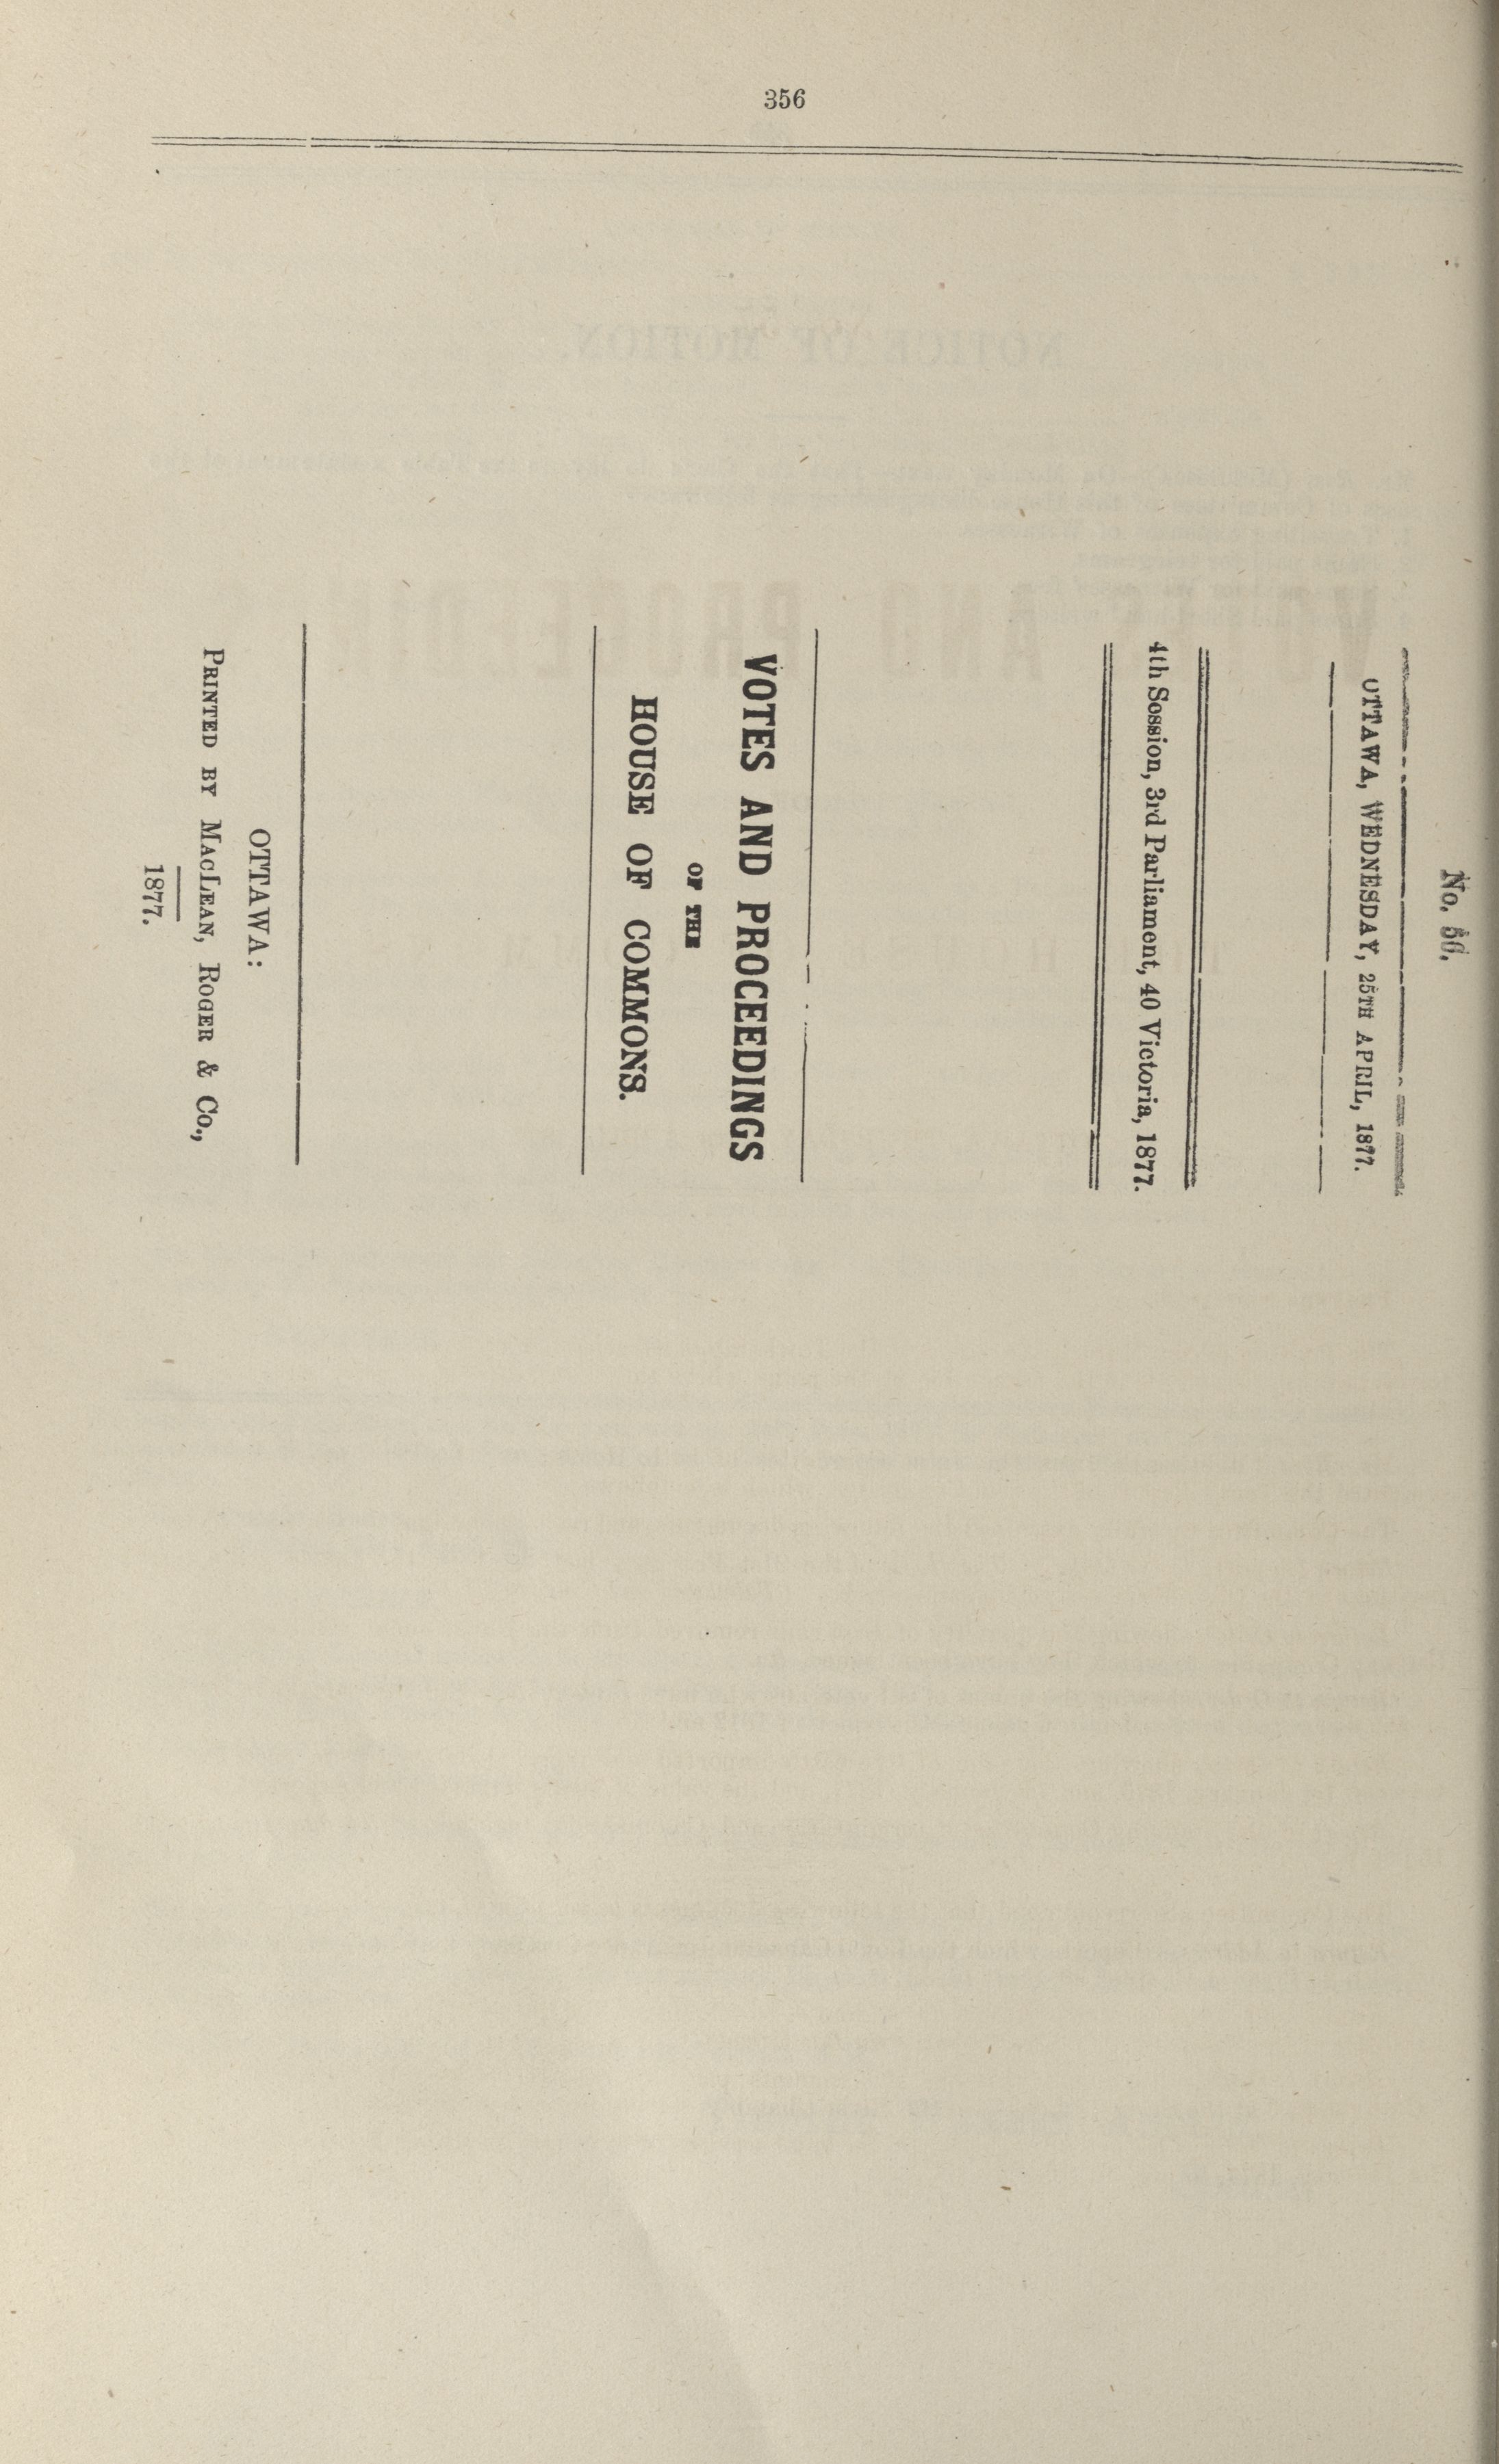 356
No. 56.
OTTAWA, WEDNESDAY, 25TH APRIL, 1877.
4th Session, 3rd Parliament, 40 Victoria, 1877.
VOTES AND PROCEEDINGS
OF THE
HOUSE OF COMMONS.
OTTAWA:
PRINTED BY MACLEAN, ROGER & CO.,
1877.